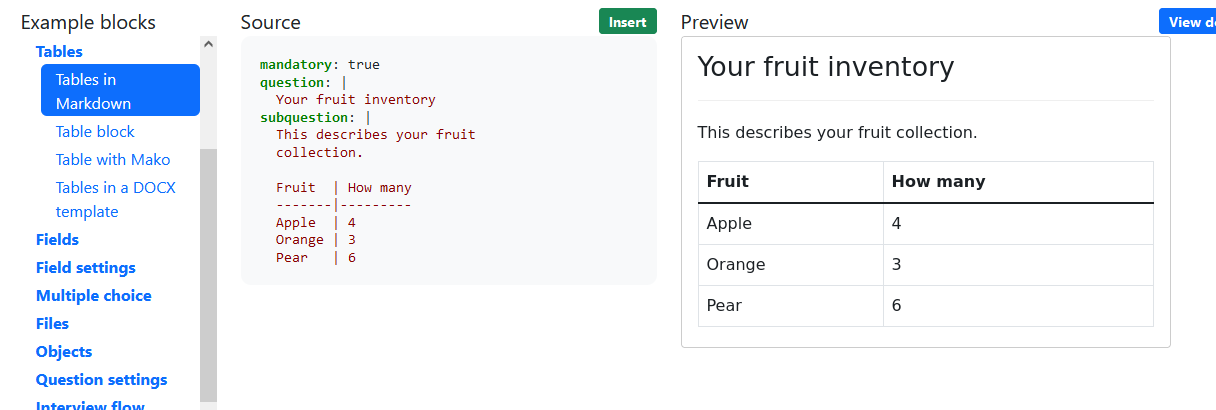 Example blocks
Tables
Tables in
Markdown
Table block
Table with Mako
Tables in a DOCX
template
Fields
Field settings
Multiple choice
Files
Objects
Question settings
Interview flow
Source
Insert
mandatory: true
question: |
  Your fruit inventory
subquestion: |
  This describes your fruit
  collection.

  Fruit  | How many
  -------|---------
  Apple  | 4
  Orange | 3
  Pear   | 6
Preview
View de
Your fruit inventory
This describes your fruit collection.
Fruit How many
Apple 4
Orange 3
Pear 6